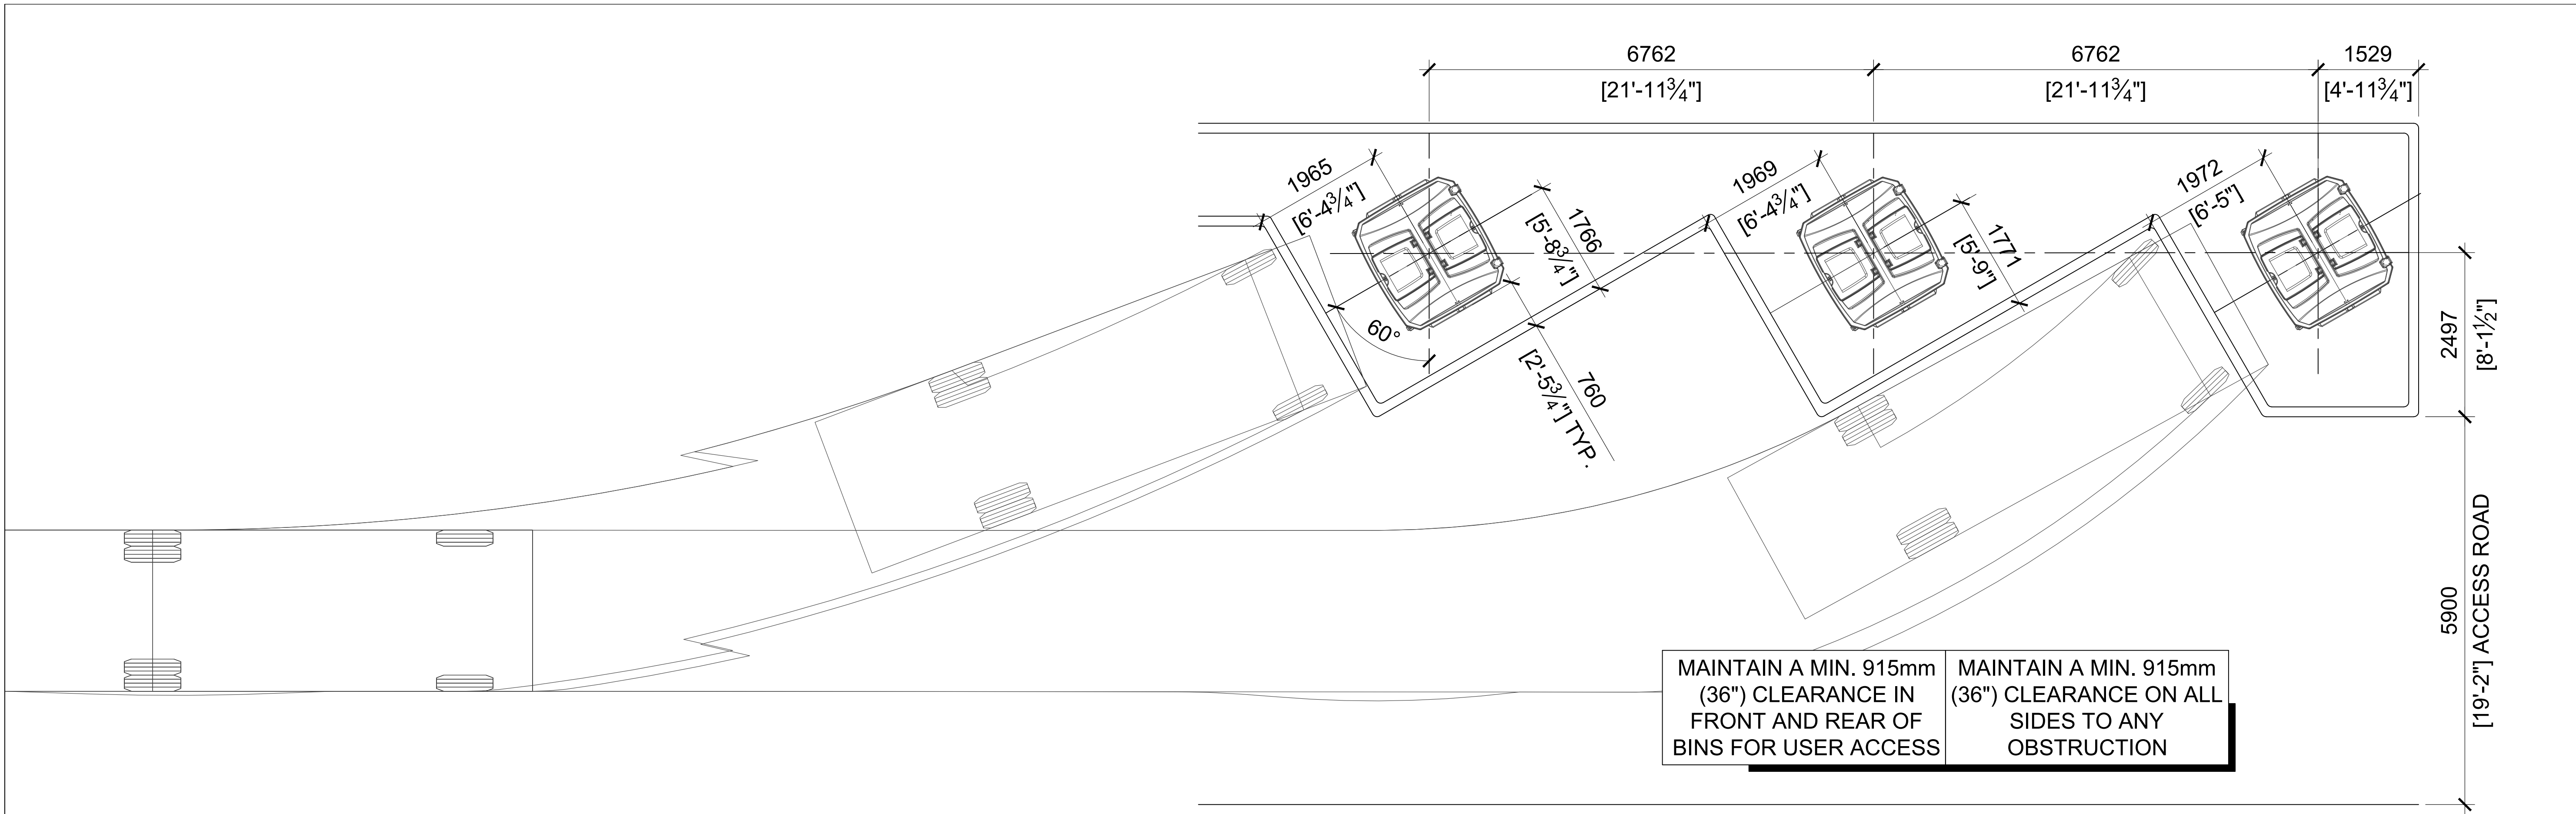 6762
[21'-11¾"]
6762
[21'-11¾"]
1529
[4'-11¾"]
1965
[6'-4¾"]
1766
[5'-8¾"]
60°
760
[2'-5¾"] TYP.
1969
[6'-4¾"]
1771
[5'-9"]
1972
[6'-5"]
2497
[8'-1½"]
5900
[19'-2"] ACCESS ROAD
MAINTAIN A MIN. 915mm
(36") CLEARANCE IN
FRONT AND REAR OF
BINS FOR USER ACCESS
MAINTAIN A MIN. 915mm
(36") CLEARANCE ON ALL
SIDES TO ANY
OBSTRUCTION